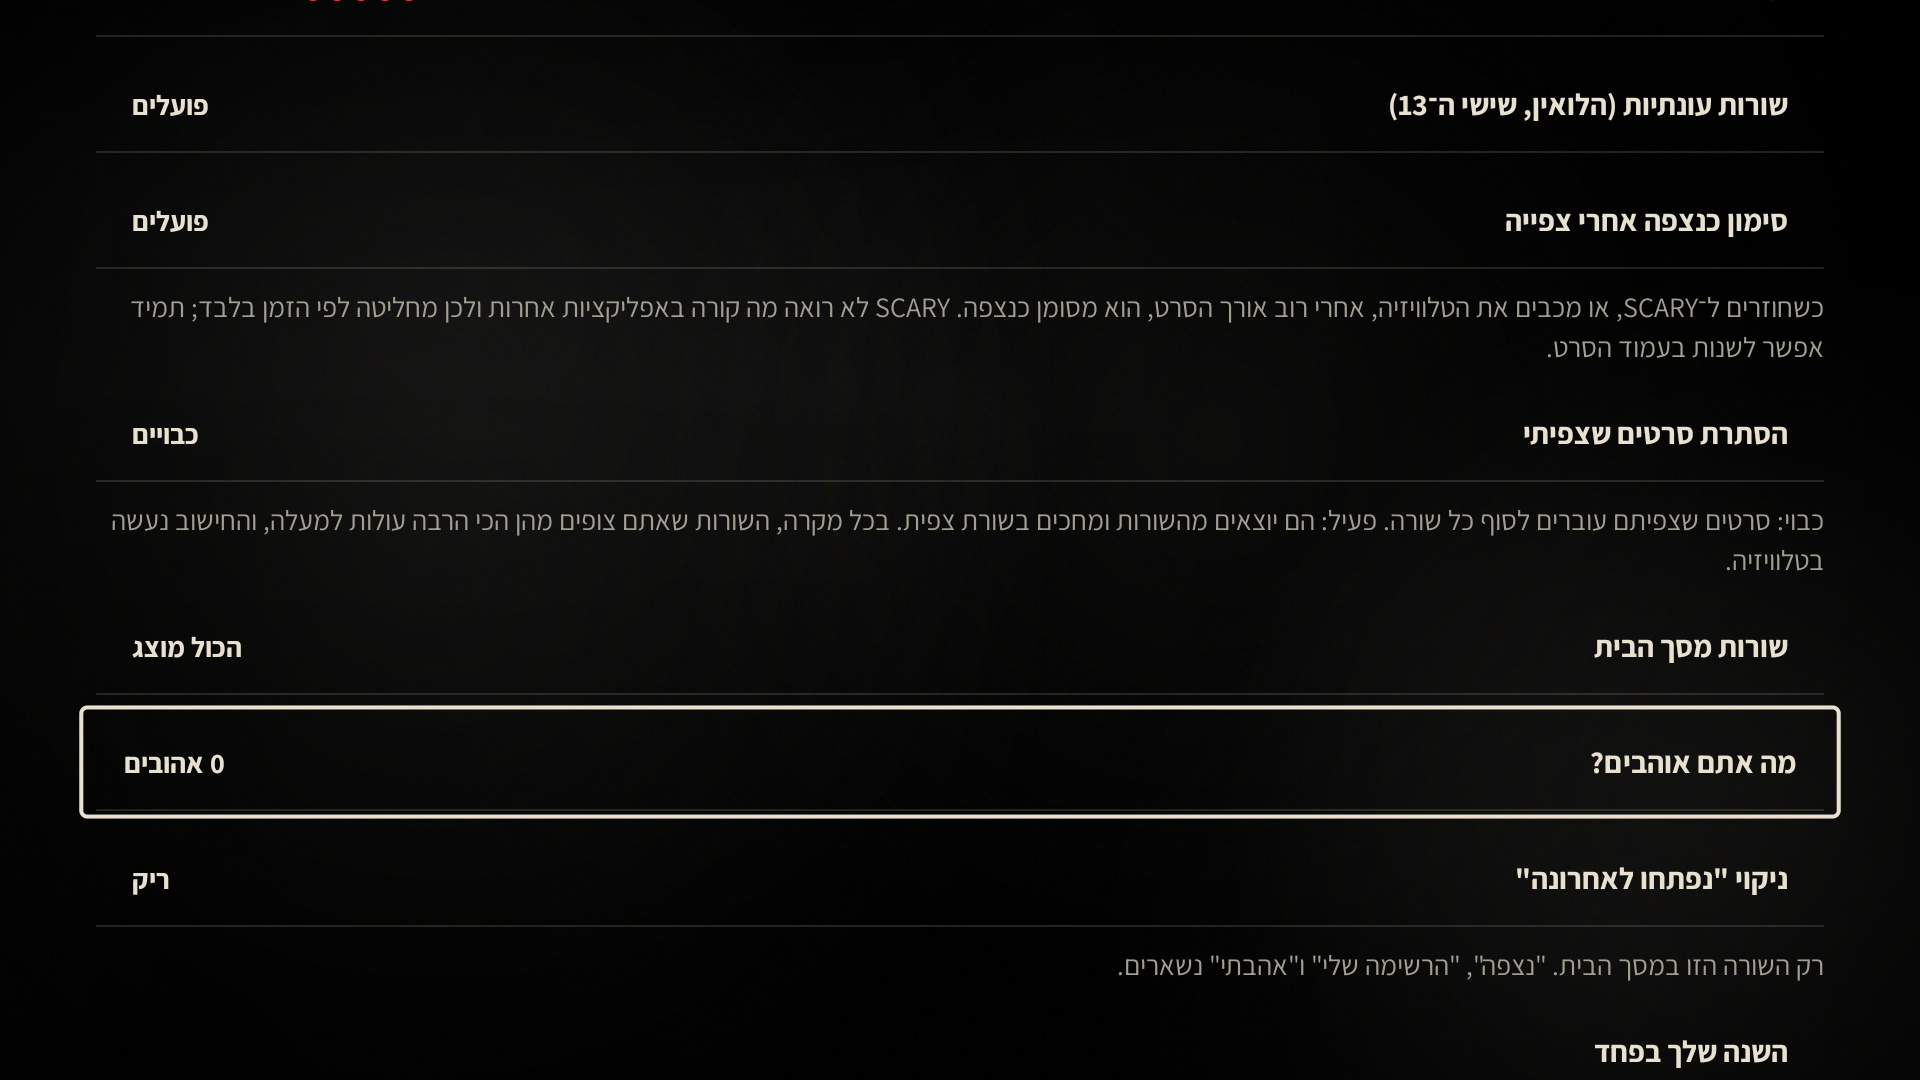 שורות עונתיות (הלואין, שישי ה־13)
פועלים
סימון כנצפה אחרי צפייה
פועלים
כשחוזרים ל־SCARY, או מכבים את הטלוויזיה, אחרי רוב אורך הסרט, הוא מסומן כנצפה. SCARY לא רואה מה קורה באפליקציות אחרות ולכן מחליטה לפי הזמן בלבד; תמיד
אפשר לשנות בעמוד הסרט.
הסתרת סרטים שצפיתי
כבויים
כבוי: סרטים שצפיתם עוברים לסוף כל שורה. פעיל: הם יוצאים מהשורות ומחכים בשורת צפית. בכל מקרה, השורות שאתם צופים מהן הכי הרבה עולות למעלה, והחישוב נעשה
בטלוויזיה.
שורות מסך הבית
הכול מוצג
מה אתם אוהבים?
0 אהובים
ניקוי "נפתחו לאחרונה"
ריק
רק השורה הזו במסך הבית. "נצפה", "הרשימה שלי" ו"אהבתי" נשארים.
השנה שלך בפחד